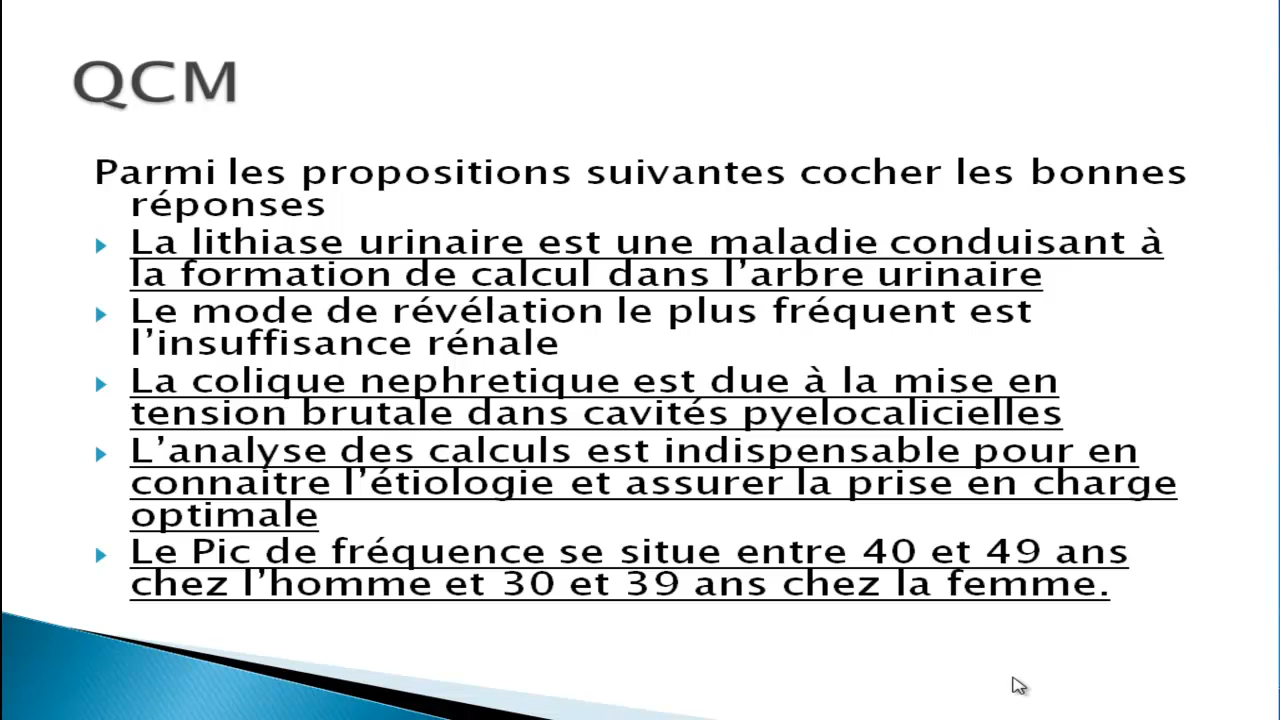 QCM
Parmi les propositions suivantes cocher les bonnes
réponses
La lithiase urinaire est une maladie conduisant à
la formation de calcul dans l’arbre urinaire
Le mode de révélation le plus fréquent est
l’insuffisance rénale
La colique nephretique est due à la mise en
tension brutale dans cavités pyelocalicielles
L’analyse des calculs est indispensable pour en
connaitre l’étiologie et assurer la prise en charge
optimale
Le Pic de fréquence se situe entre 40 et 49 ans
chez l’homme et 30 et 39 ans chez la femme.